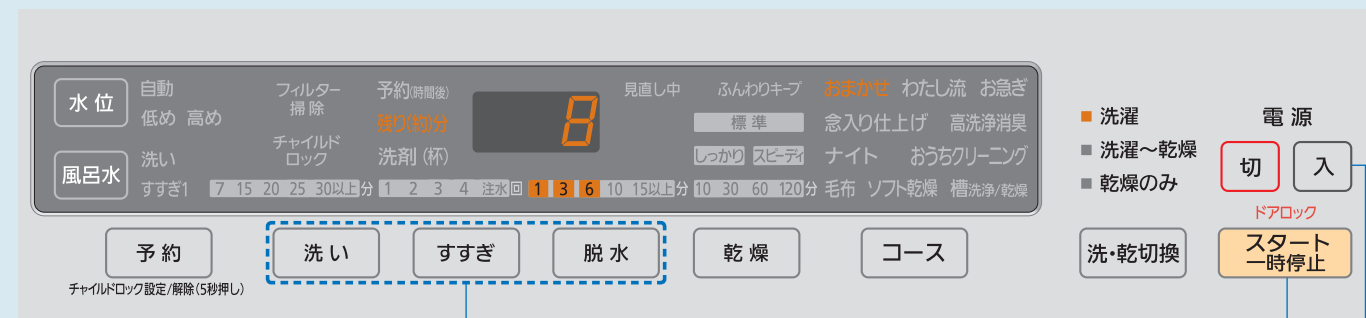 水位
自動
低め 高め
フィルター
掃除
予約(時間後)
残り(約)分
8
見直し中
ふんわりキープ
おまかせ わたし流 お急ぎ
標準
念入り仕上げ 高洗浄消臭
風呂水
洗い
すすぎ1
チャイルド
ロック
洗剤(杯)
しっかり スピーディ
ナイト おうちクリーニング
7 15 20 25 30以上分 1 2 3 4 注水回 1 3 6 10 15以上分 10 30 60 120分 毛布 ソフト乾燥 槽洗浄/乾燥
■ 洗濯
■ 洗濯～乾燥
■ 乾燥のみ
電源
切 入
ドアロック
予約
洗い
すすぎ
脱水
乾燥
コース
洗・乾切換
スタート
一時停止
チャイルドロック設定/解除(5秒押し)